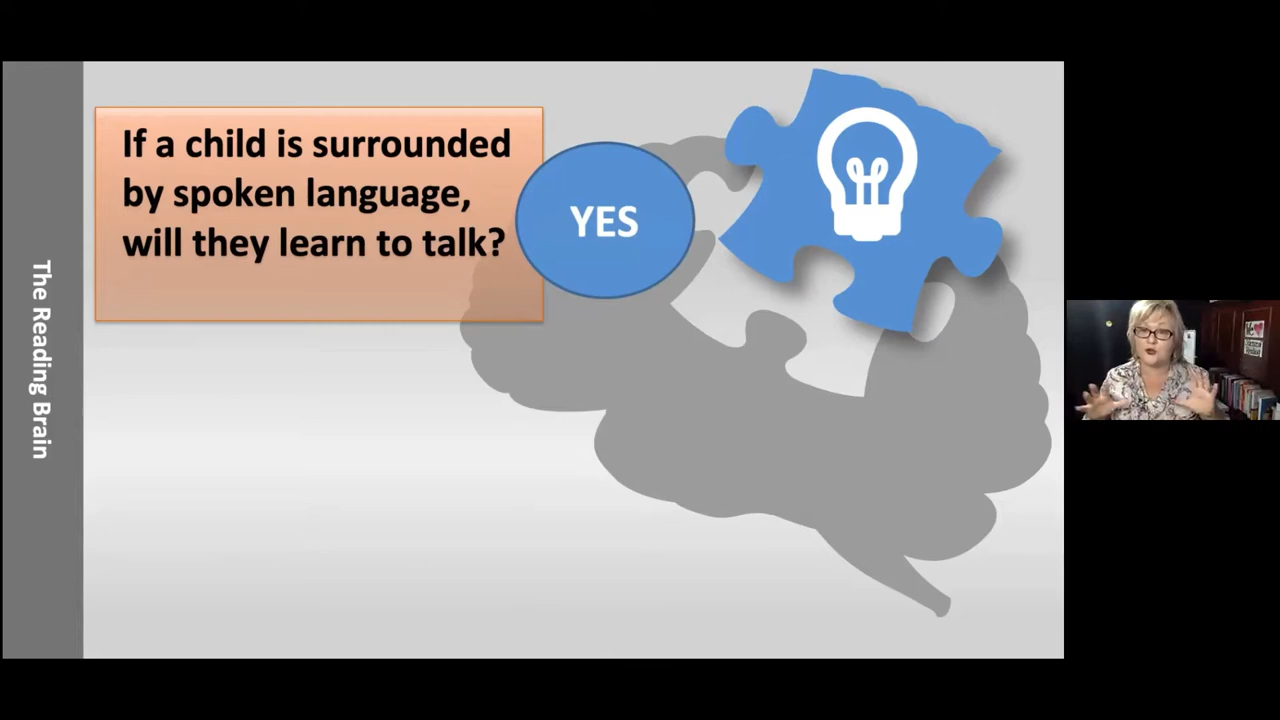 If a child is surrounded
by spoken language,
will they learn to talk?
YES
The Reading Brain